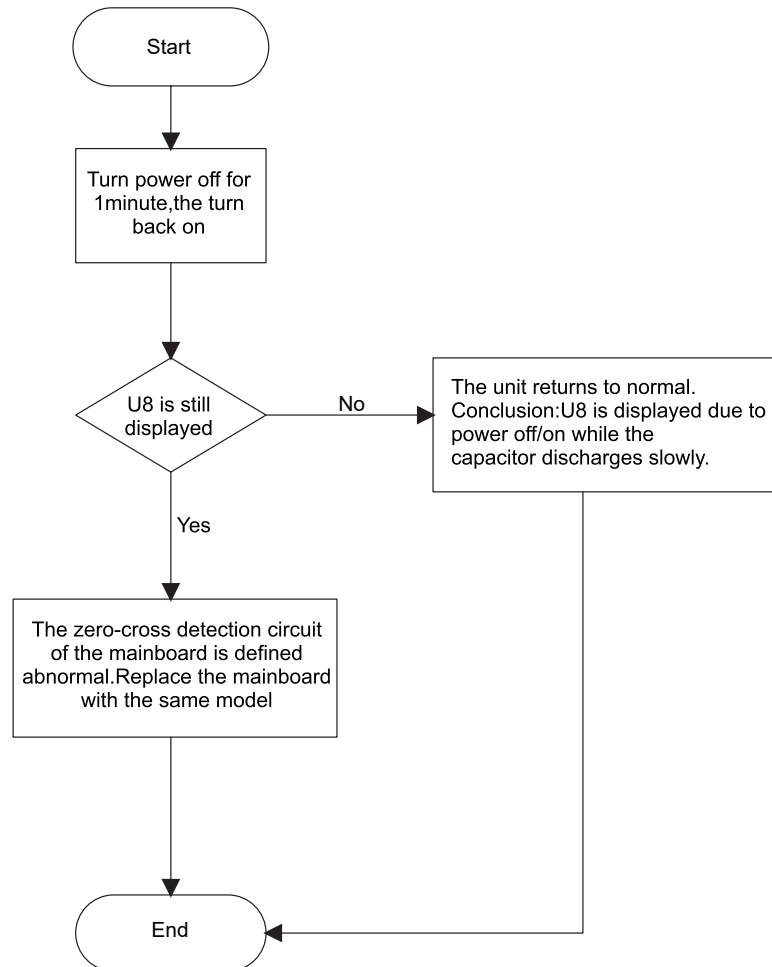 Start
Turn power off for
1minute,the turn
back on
U8 is still
displayed
No
The unit returns to normal.
Conclusion:U8 is displayed due to
power off/on while the
capacitor discharges slowly.
Yes
The zero-cross detection circuit
of the mainboard is defined
abnormal.Replace the mainboard
with the same model
End